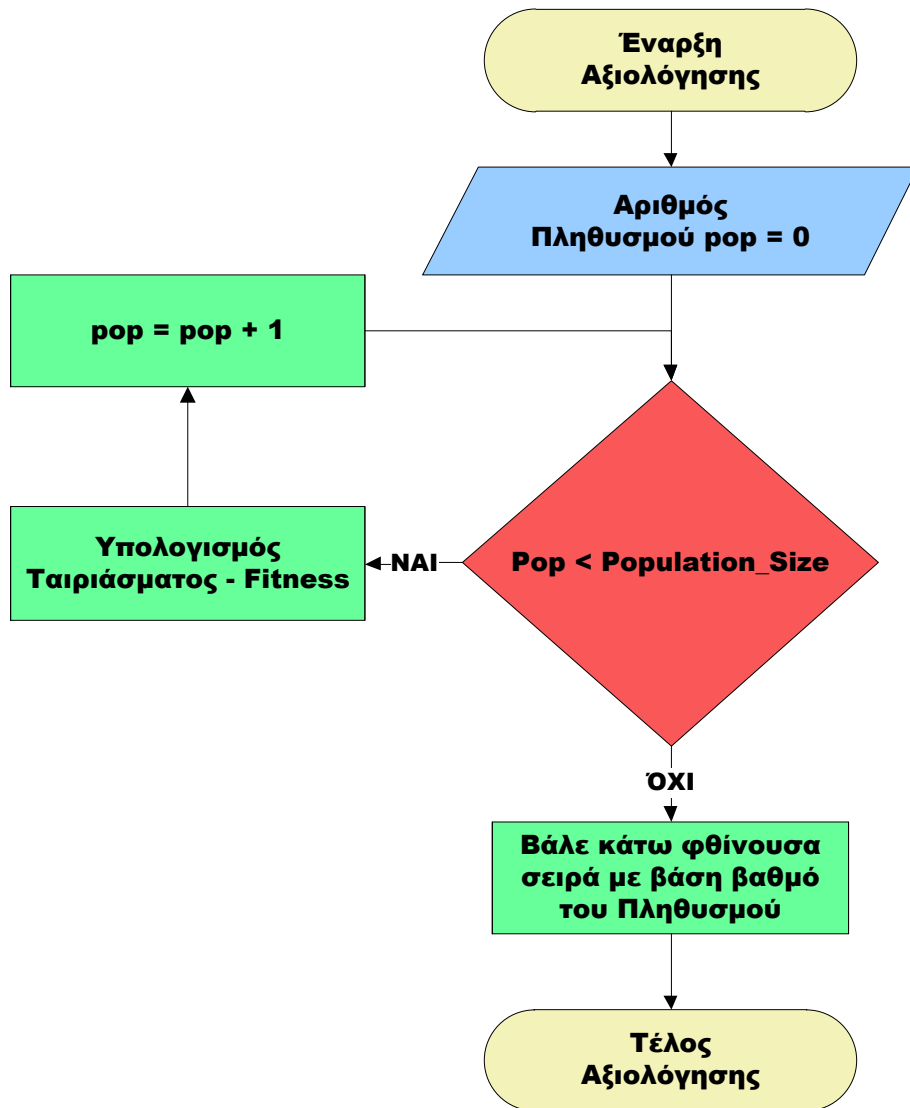 Έναρξη
Αξιολόγησης
Αριθμός
Πληθυσμού pop = 0
pop = pop + 1
Υπολογισμός
Ταιριάσματος - Fitness
ΝΑΙ
Pop < Population_Size
ΌΧΙ
Βάλε κάτω φθίνουσα
σειρά με βάση βαθμό
του Πληθυσμού
Τέλος
Αξιολόγησης